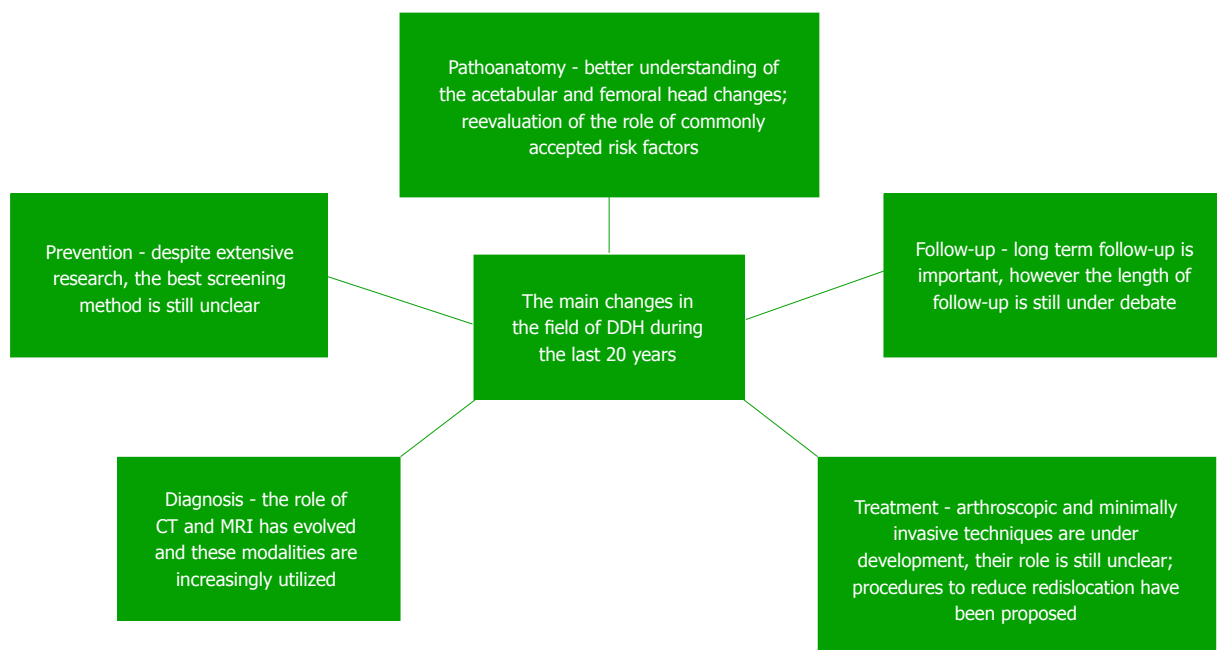 Pathoanatomy - better understanding of
the acetabular and femoral head changes;
reevaluation of the role of commonly
accepted risk factors
Prevention - despite extensive
research, the best screening
method is still unclear
Follow-up - long term follow-up is
important, however the length of
follow-up is still under debate
The main changes in
the field of DDH during
the last 20 years
Diagnosis - the role of
CT and MRI has evolved
and these modalities are
increasingly utilized
Treatment - arthroscopic and minimally
invasive techniques are under
development, their role is still unclear;
procedures to reduce redislocation have
been proposed